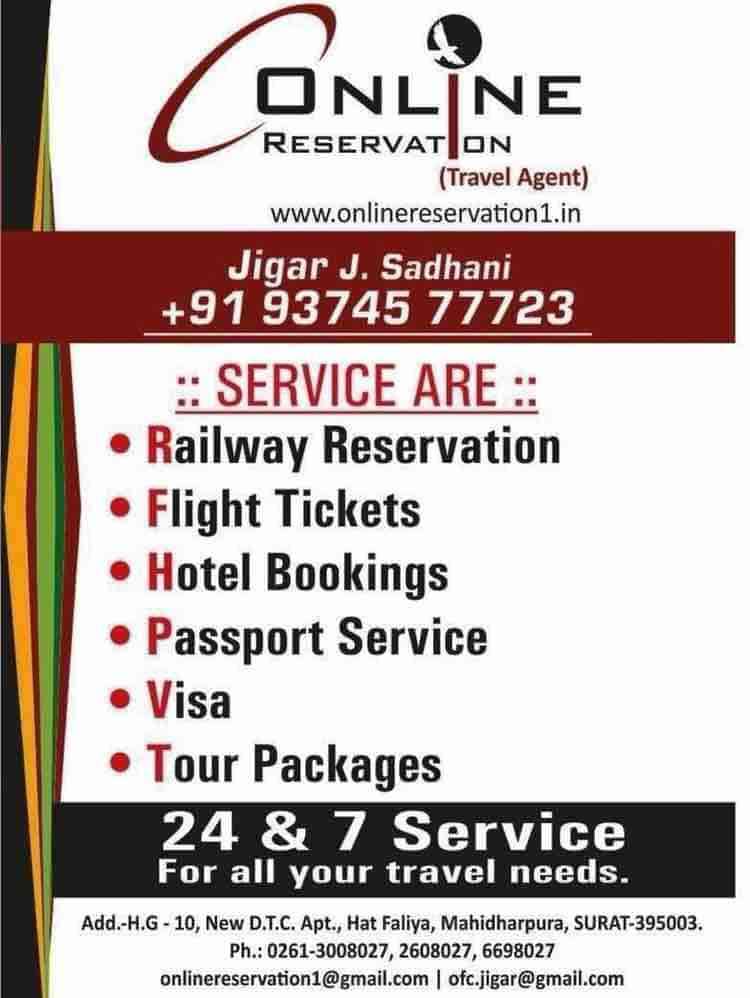 ONLINE
RESERVATION
(Travel Agent)
www.onlinereservation1.in
Jigar J. Sadhani
+91 93745 77723
:: SERVICE ARE ::
• Railway Reservation
• Flight Tickets
• Hotel Bookings
• Passport Service
• Visa
• Tour Packages
24 & 7 Service
For all your travel needs.
Add.-H.G - 10, New D.T.C. Apt., Hat Faliya, Mahidharpura, SURAT-395003.
Ph.: 0261-3008027, 2608027, 6698027
onlinereservation1@gmail.com | ofc.jigar@gmail.com